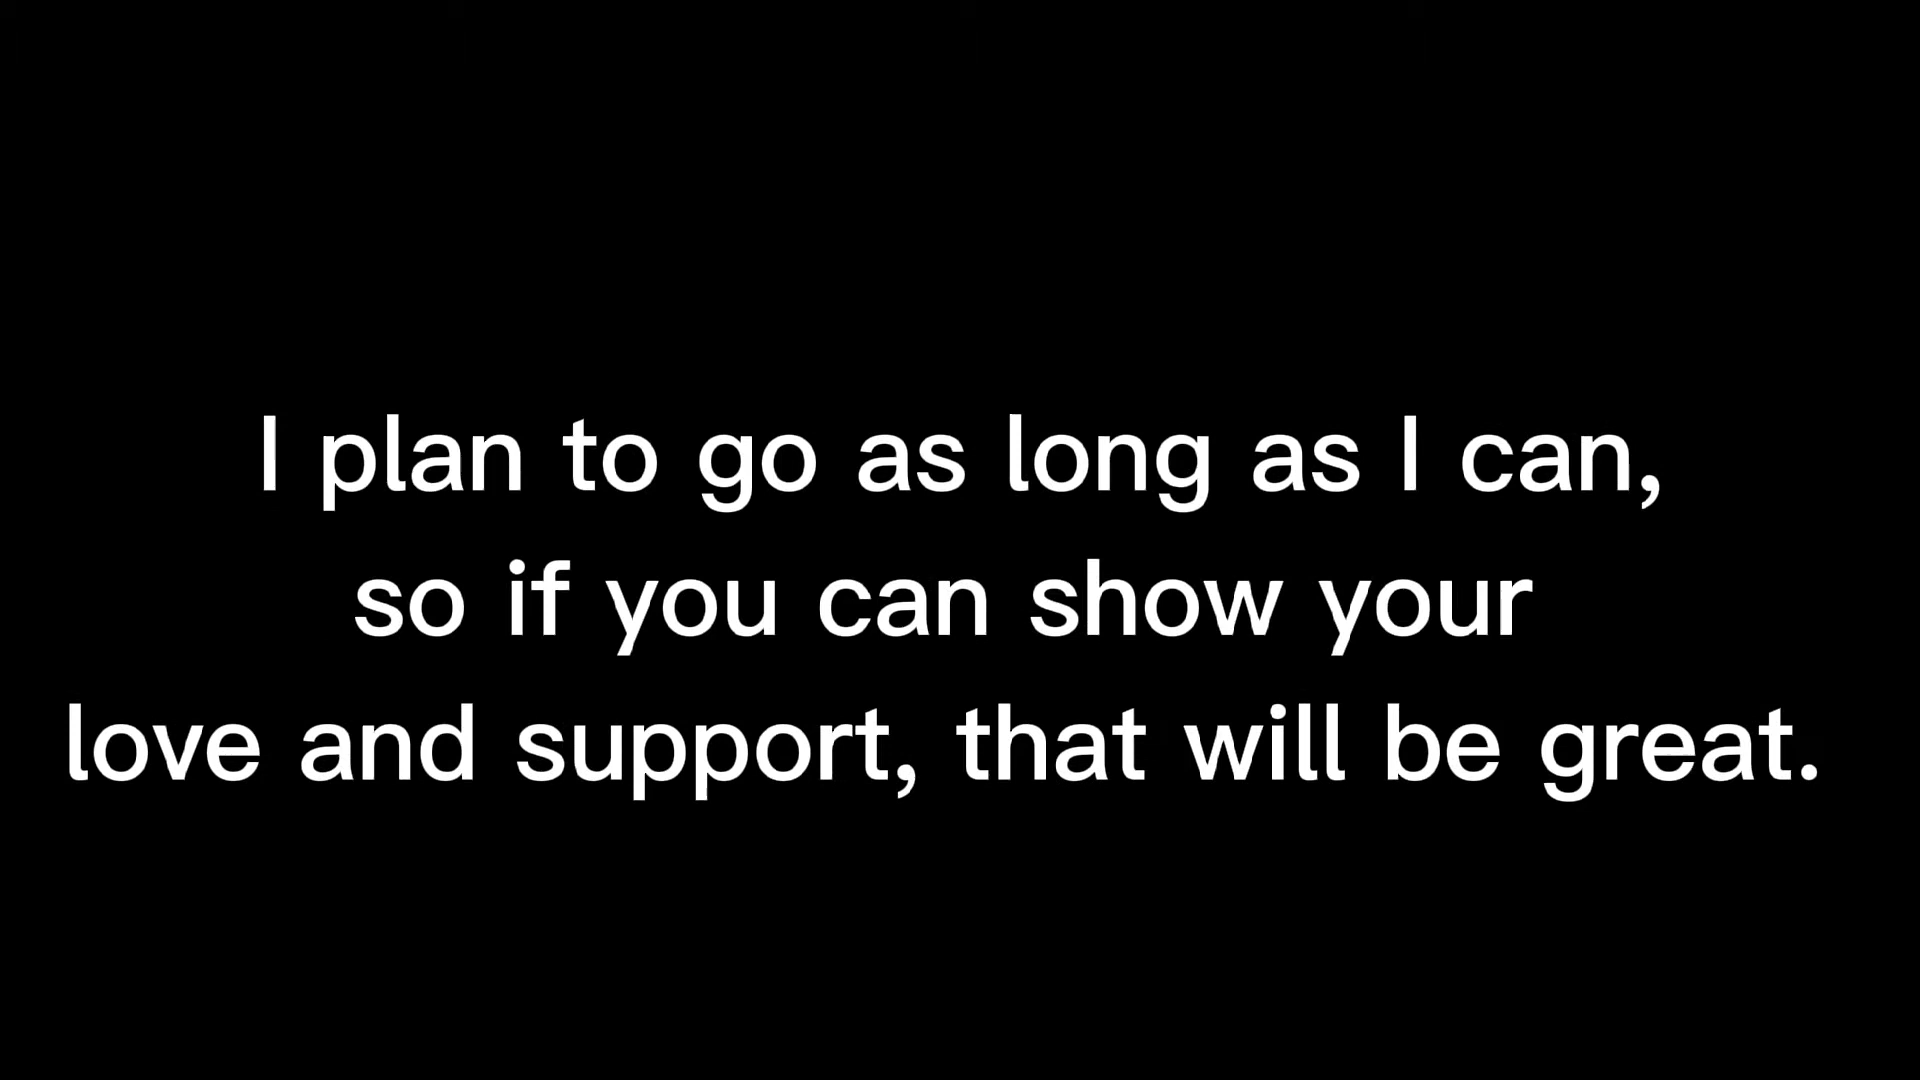 I plan to go as long as I can,
so if you can show your
love and support, that will be great.